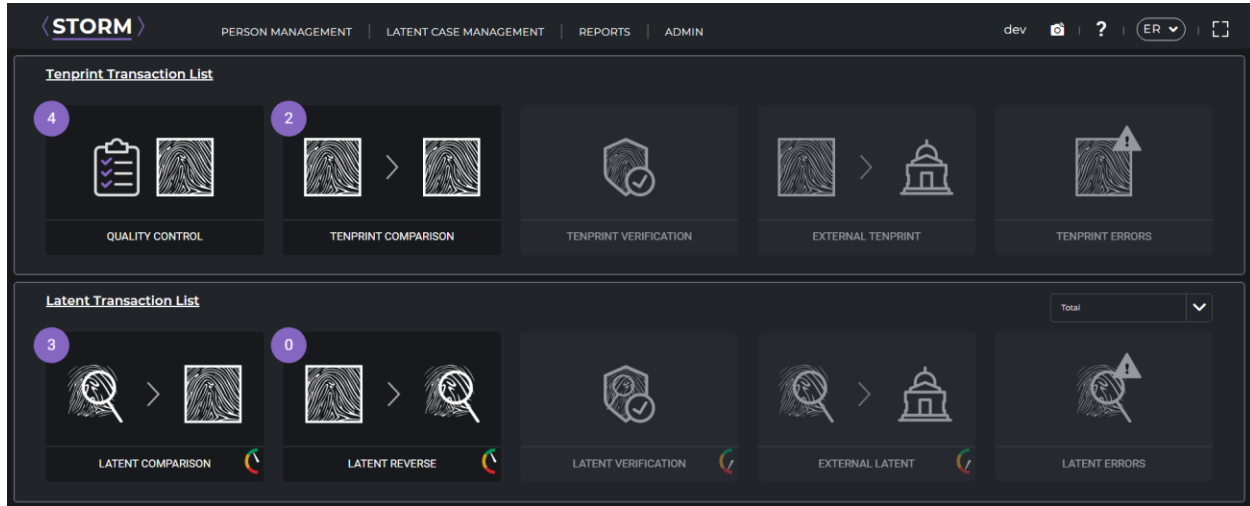 STORM
PERSON MANAGEMENT
LATENT CASE MANAGEMENT
REPORTS
ADMIN
dev
?
ER
Tenprint Transaction List
4
2
QUALITY CONTROL
TENPRINT COMPARISON
TENPRINT VERIFICATION
EXTERNAL TENPRINT
TENPRINT ERRORS
Latent Transaction List
Total
3
0
LATENT COMPARISON
LATENT REVERSE
LATENT VERIFICATION
EXTERNAL LATENT
LATENT ERRORS